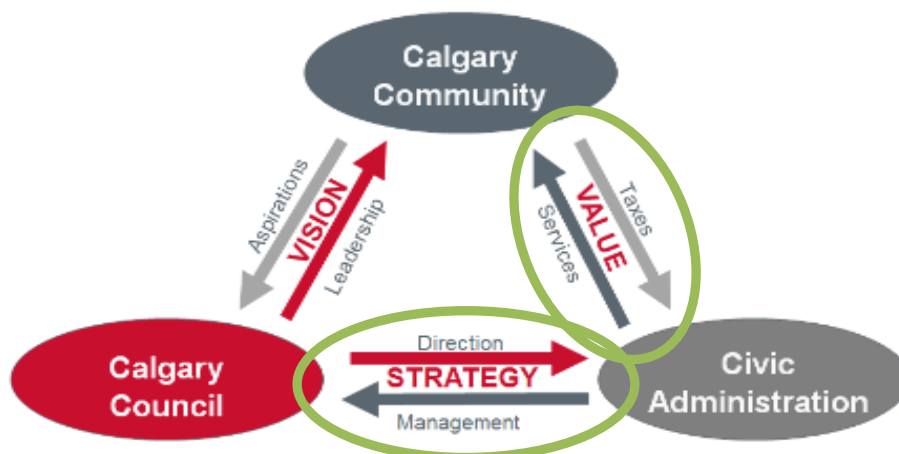 Calgary
Community
Aspirations
VISION
Leadership
Services
VALUE
Taxes
Calgary
Council
Direction
STRATEGY
Management
Civic
Administration